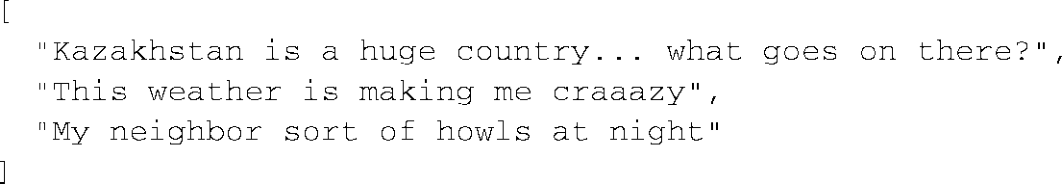 [
"Kazakhstan is a huge country... what goes on there?",
"This weather is making me craaazy",
"My neighbor sort of howls at night"
]